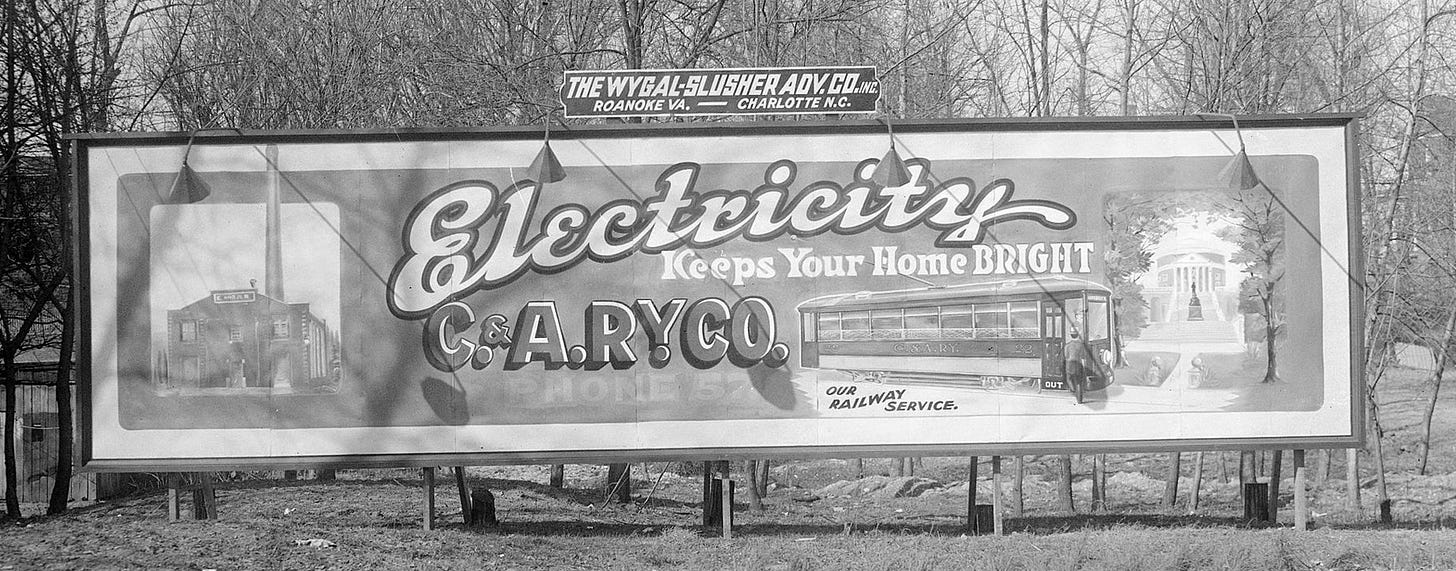 THE WYGAL-SLUSHER ADV. CO. INC.
ROANOKE VA. — CHARLOTTE N.C.
Electricity
Keeps Your Home BRIGHT
C. & A. RY. CO.
PHONE
C. & A. RY.
OUT
OUR
RAILWAY
SERVICE.